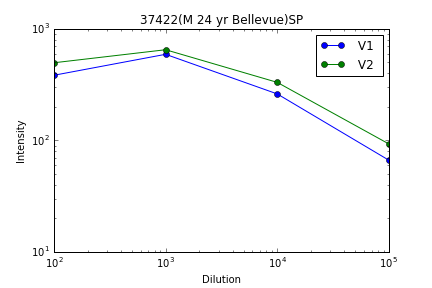 37422(M 24 yr Bellevue)SP
10³
V1
V2
10²
10¹
Intensity
10² 10³ 10⁴ 10⁵
Dilution